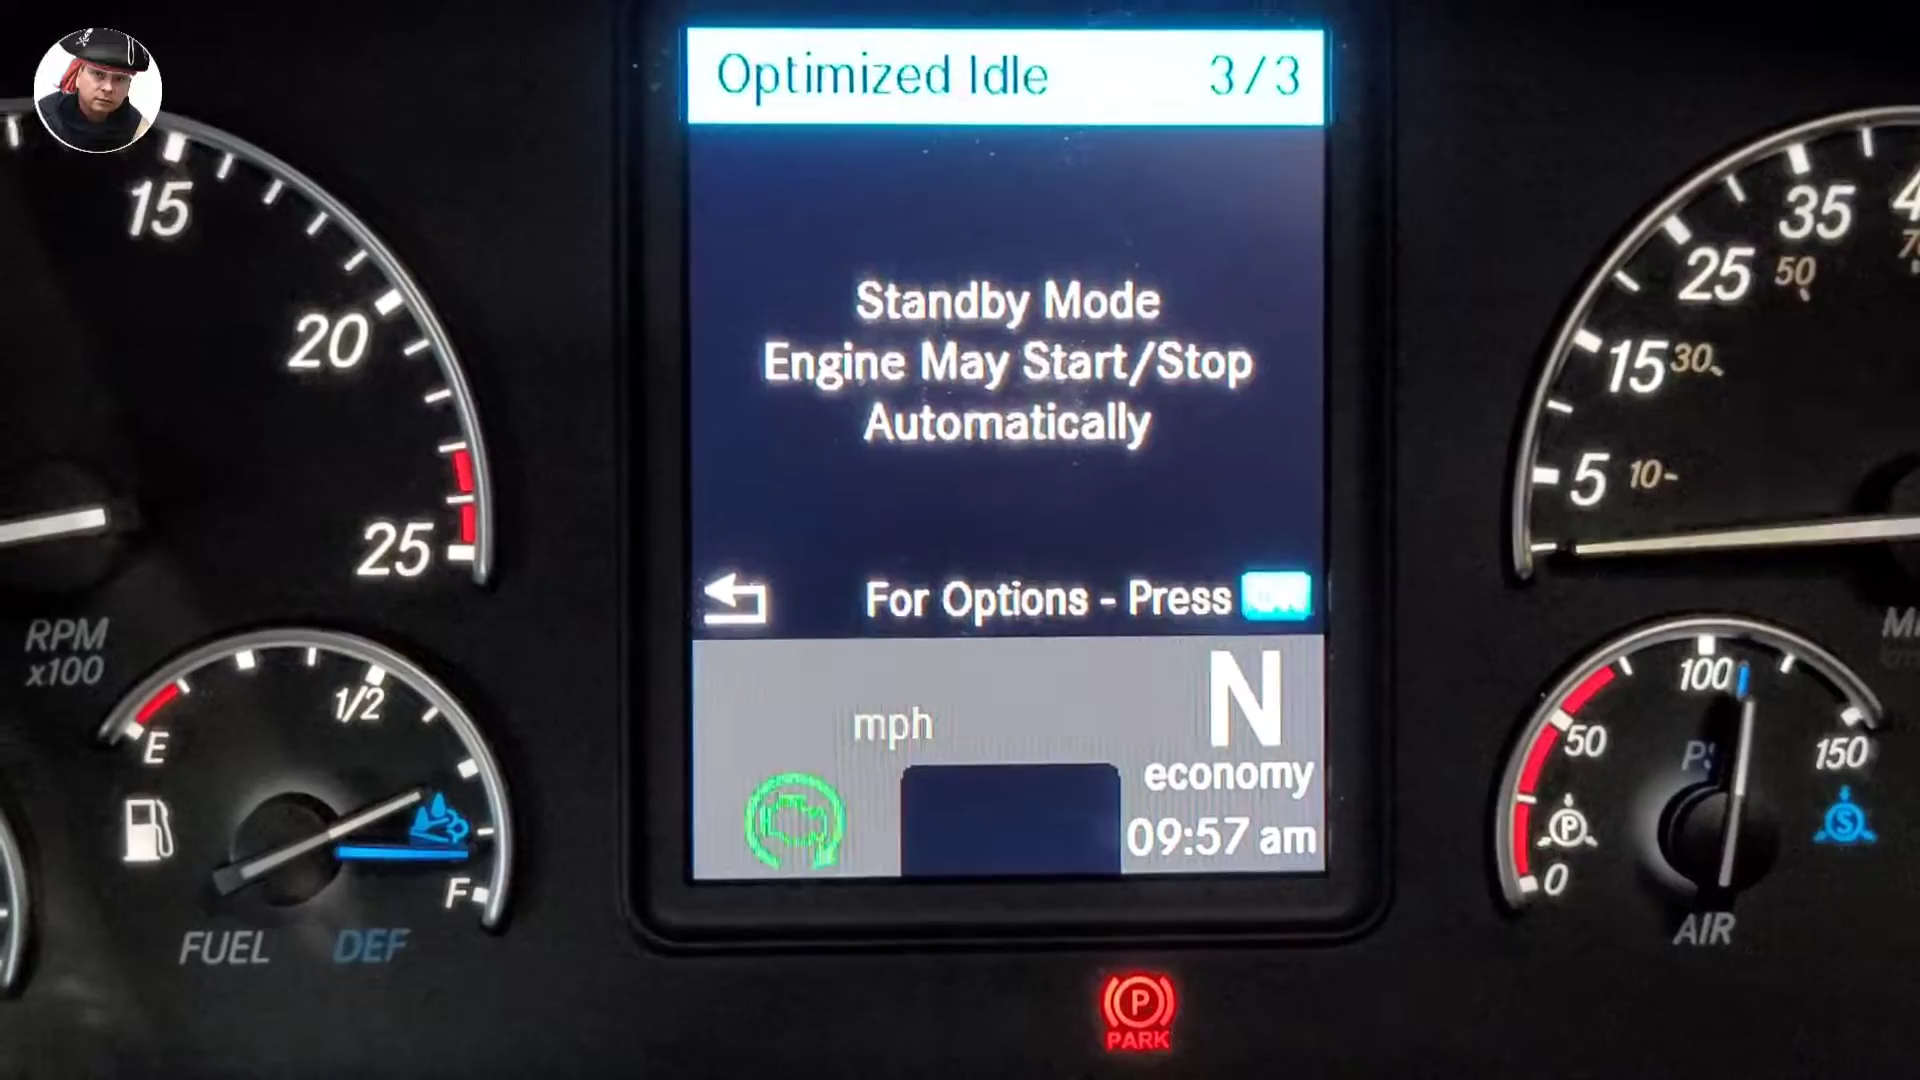 Optimized Idle 3/3
Standby Mode
Engine May Start/Stop
Automatically
For Options - Press
mph
N
economy
09:57 am
15
20
25
RPM
x100
E
1/2
F
FUEL DEF
35
25 50
15 30
5 10
100
50
150
0
AIR
P
S
P
PARK